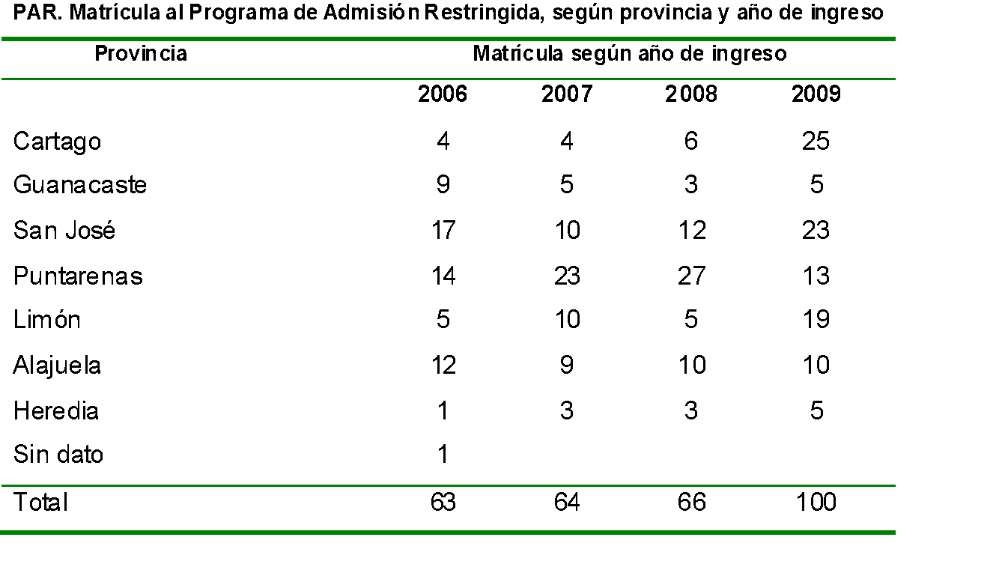 PAR. Matrícula al Programa de Admisión Restringida, según provincia y año de ingreso
Provincia Matrícula según año de ingreso
2006 2007 2008 2009
Cartago 4 4 6 25
Guanacaste 9 5 3 5
San José 17 10 12 23
Puntarenas 14 23 27 13
Limón 5 10 5 19
Alajuela 12 9 10 10
Heredia 1 3 3 5
Sin dato 1
Total 63 64 66 100